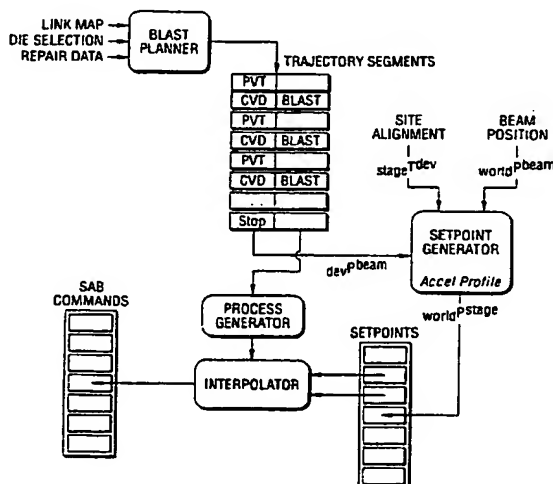 LINK MAP
DIE SELECTION
REPAIR DATA
BLAST
PLANNER
TRAJECTORY SEGMENTS
PVT
CVD BLAST
PVT
CVD BLAST
PVT
CVD BLAST
...
Stop
SITE
ALIGNMENT
BEAM
POSITION
stageTdev
worldPbeam
SETPOINT
GENERATOR
Accel Profile
devPbeam
worldPstage
SAB
COMMANDS
PROCESS
GENERATOR
SETPOINTS
INTERPOLATOR